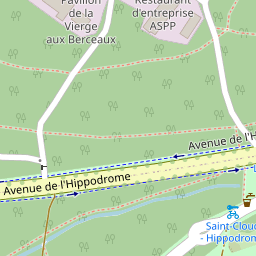 Pavillon
de la
Vierge
aux Berceaux
Restaurant
d'entreprise
ASPP
Avenue de l'H
Avenue de l'Hippodrome
Saint-Cloud
- Hippodrom